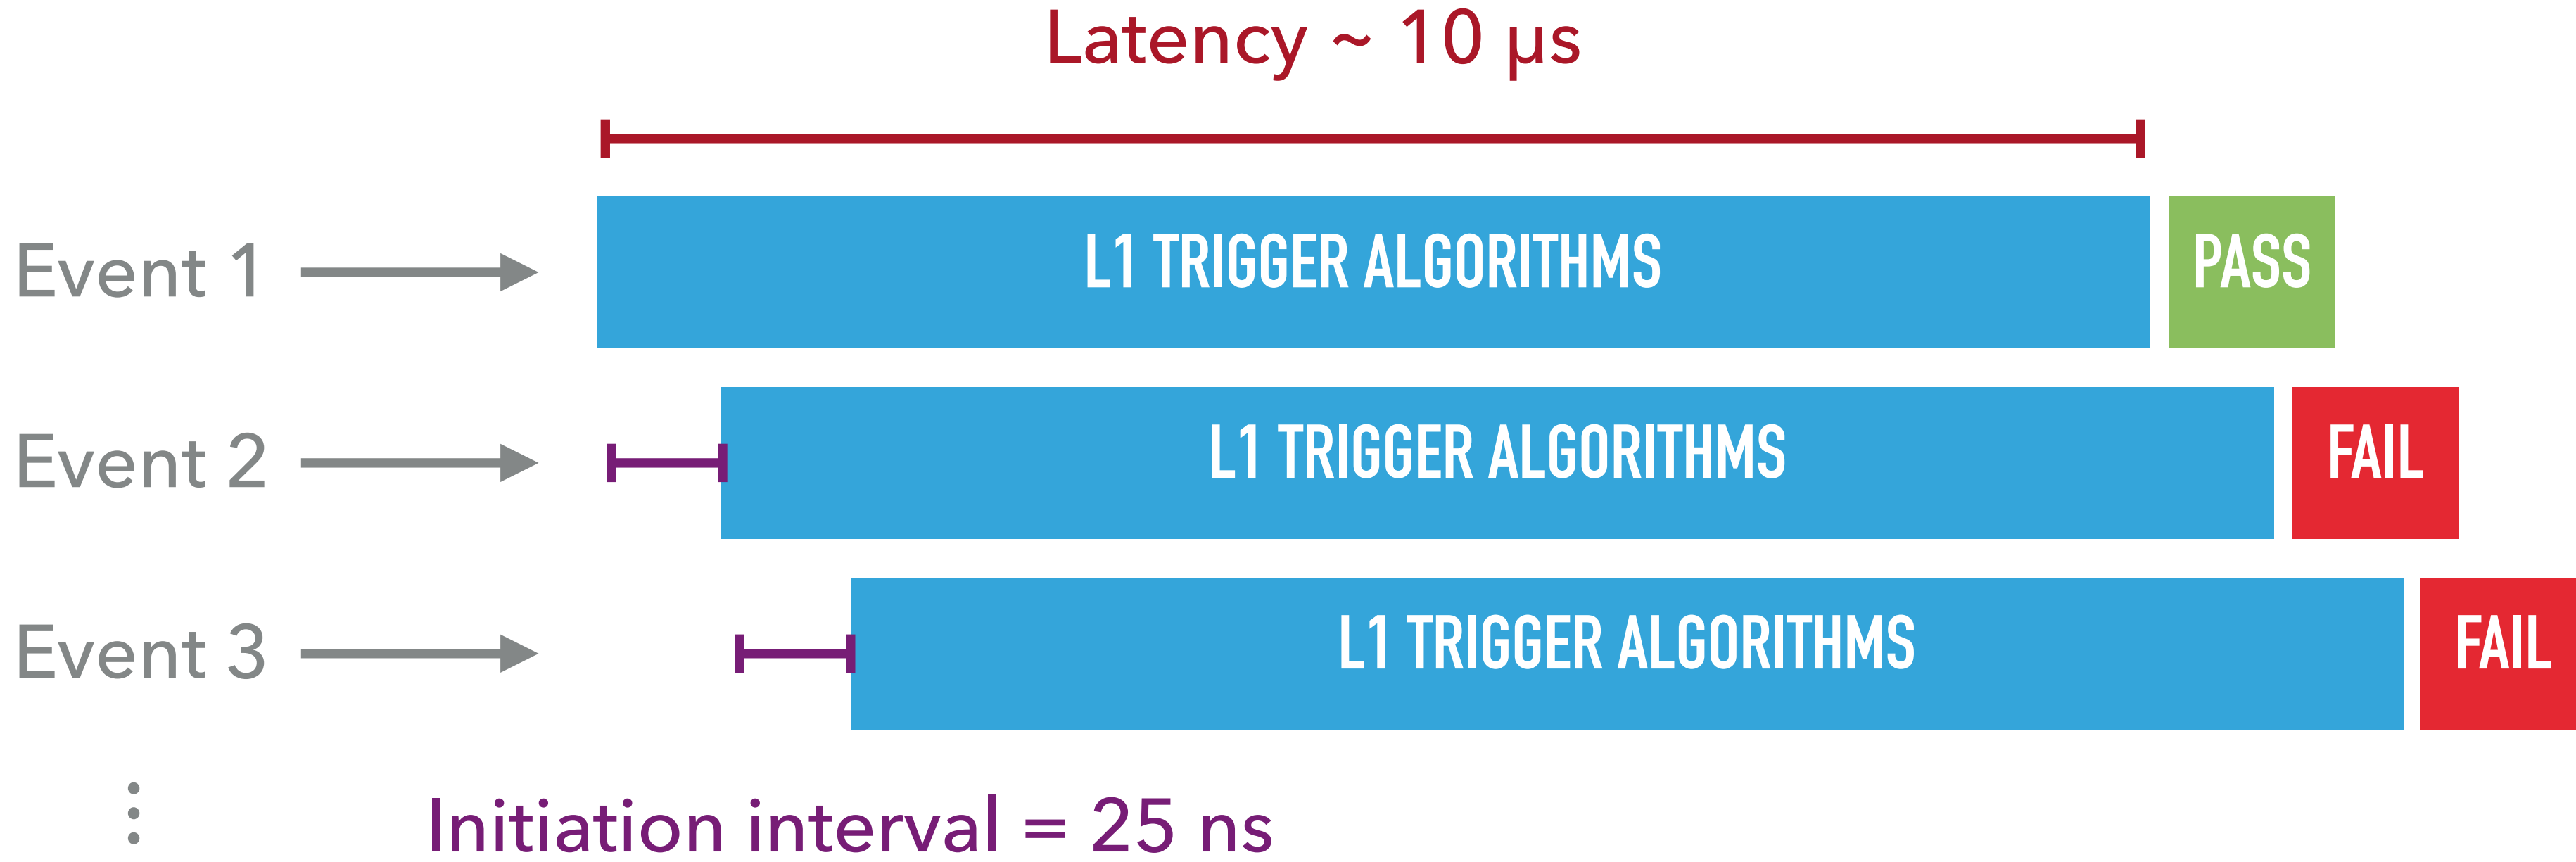 Latency ~ 10 µs
Event 1
L1 TRIGGER ALGORITHMS
PASS
Event 2
L1 TRIGGER ALGORITHMS
FAIL
Event 3
L1 TRIGGER ALGORITHMS
FAIL
Initiation interval = 25 ns